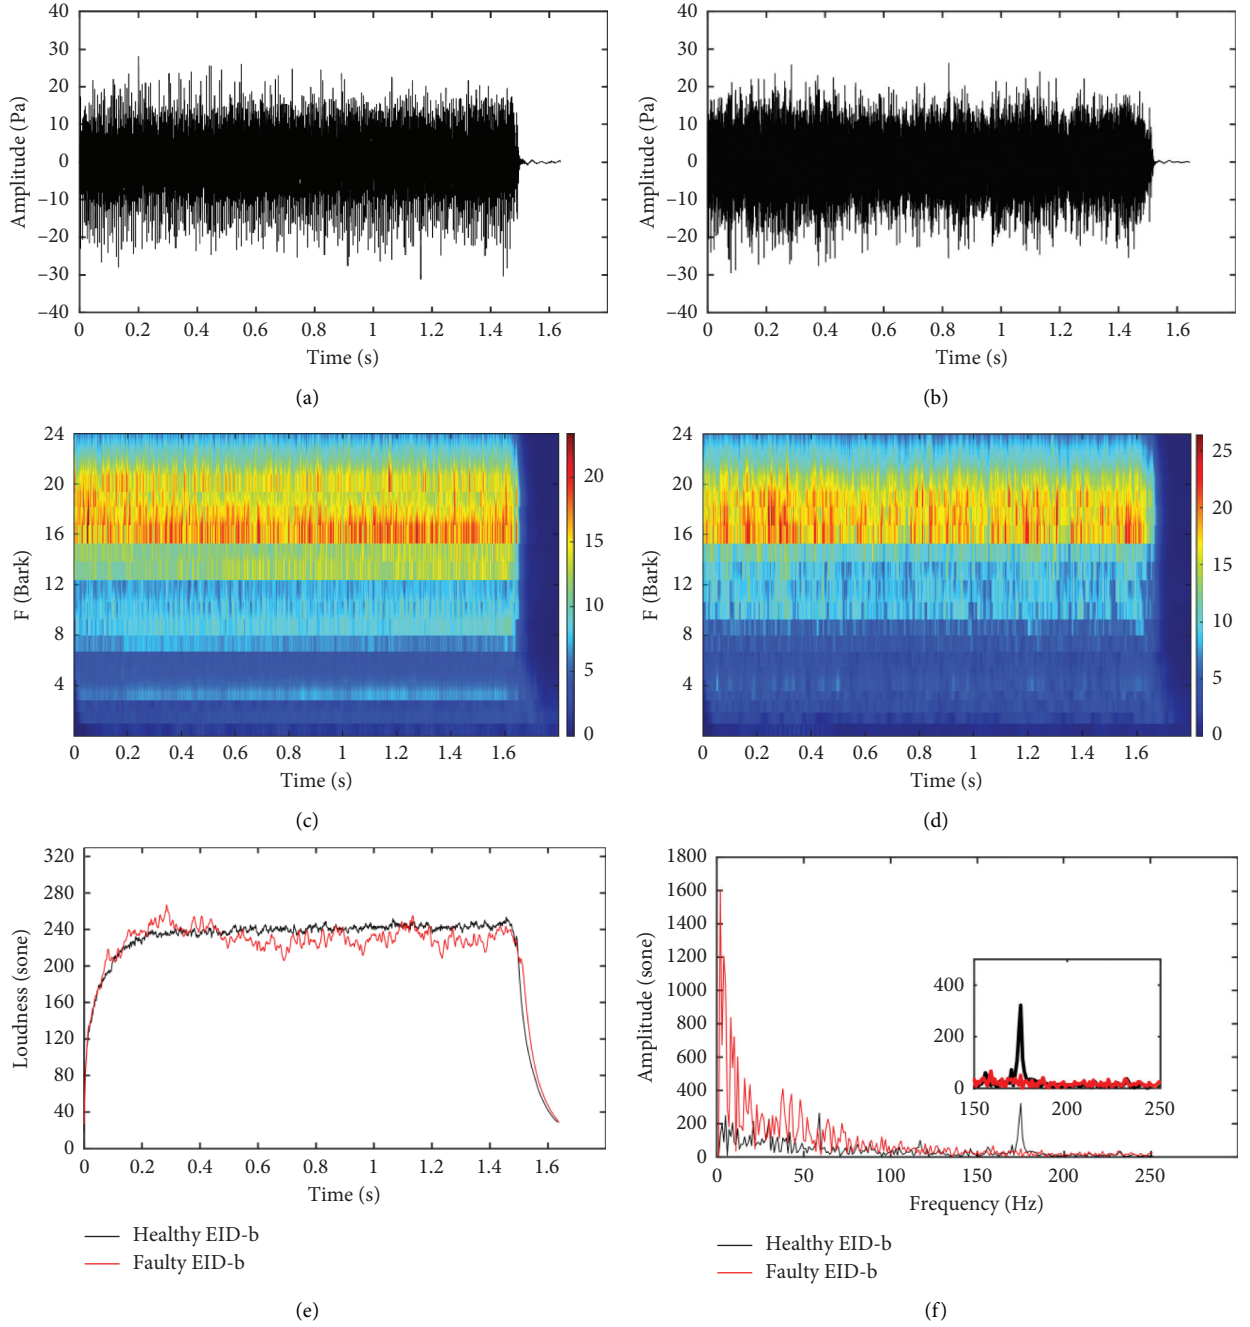 40
30
20
10
0
−10
−20
−30
−40
Amplitude (Pa)
0 0.2 0.4 0.6 0.8 1 1.2 1.4 1.6
Time (s)
(a)
40
30
20
10
0
−10
−20
−30
−40
Amplitude (Pa)
0 0.2 0.4 0.6 0.8 1 1.2 1.4 1.6
Time (s)
(b)
24
20
16
12
8
4
F (Bark)
0 0.2 0.4 0.6 0.8 1 1.2 1.4 1.6
Time (s)
20
15
10
5
0
(c)
24
20
16
12
8
4
F (Bark)
0 0.2 0.4 0.6 0.8 1 1.2 1.4 1.6
Time (s)
25
20
15
10
5
0
(d)
320
280
240
200
160
120
80
40
0
Loudness (sone)
0 0.2 0.4 0.6 0.8 1 1.2 1.4 1.6
Time (s)
Healthy EID-b
Faulty EID-b
(e)
1800
1600
1400
1200
1000
800
600
400
200
0
Amplitude (sone)
400
200
0
150 200 250
0 50 100 150 200 250
Frequency (Hz)
Healthy EID-b
Faulty EID-b
(f)